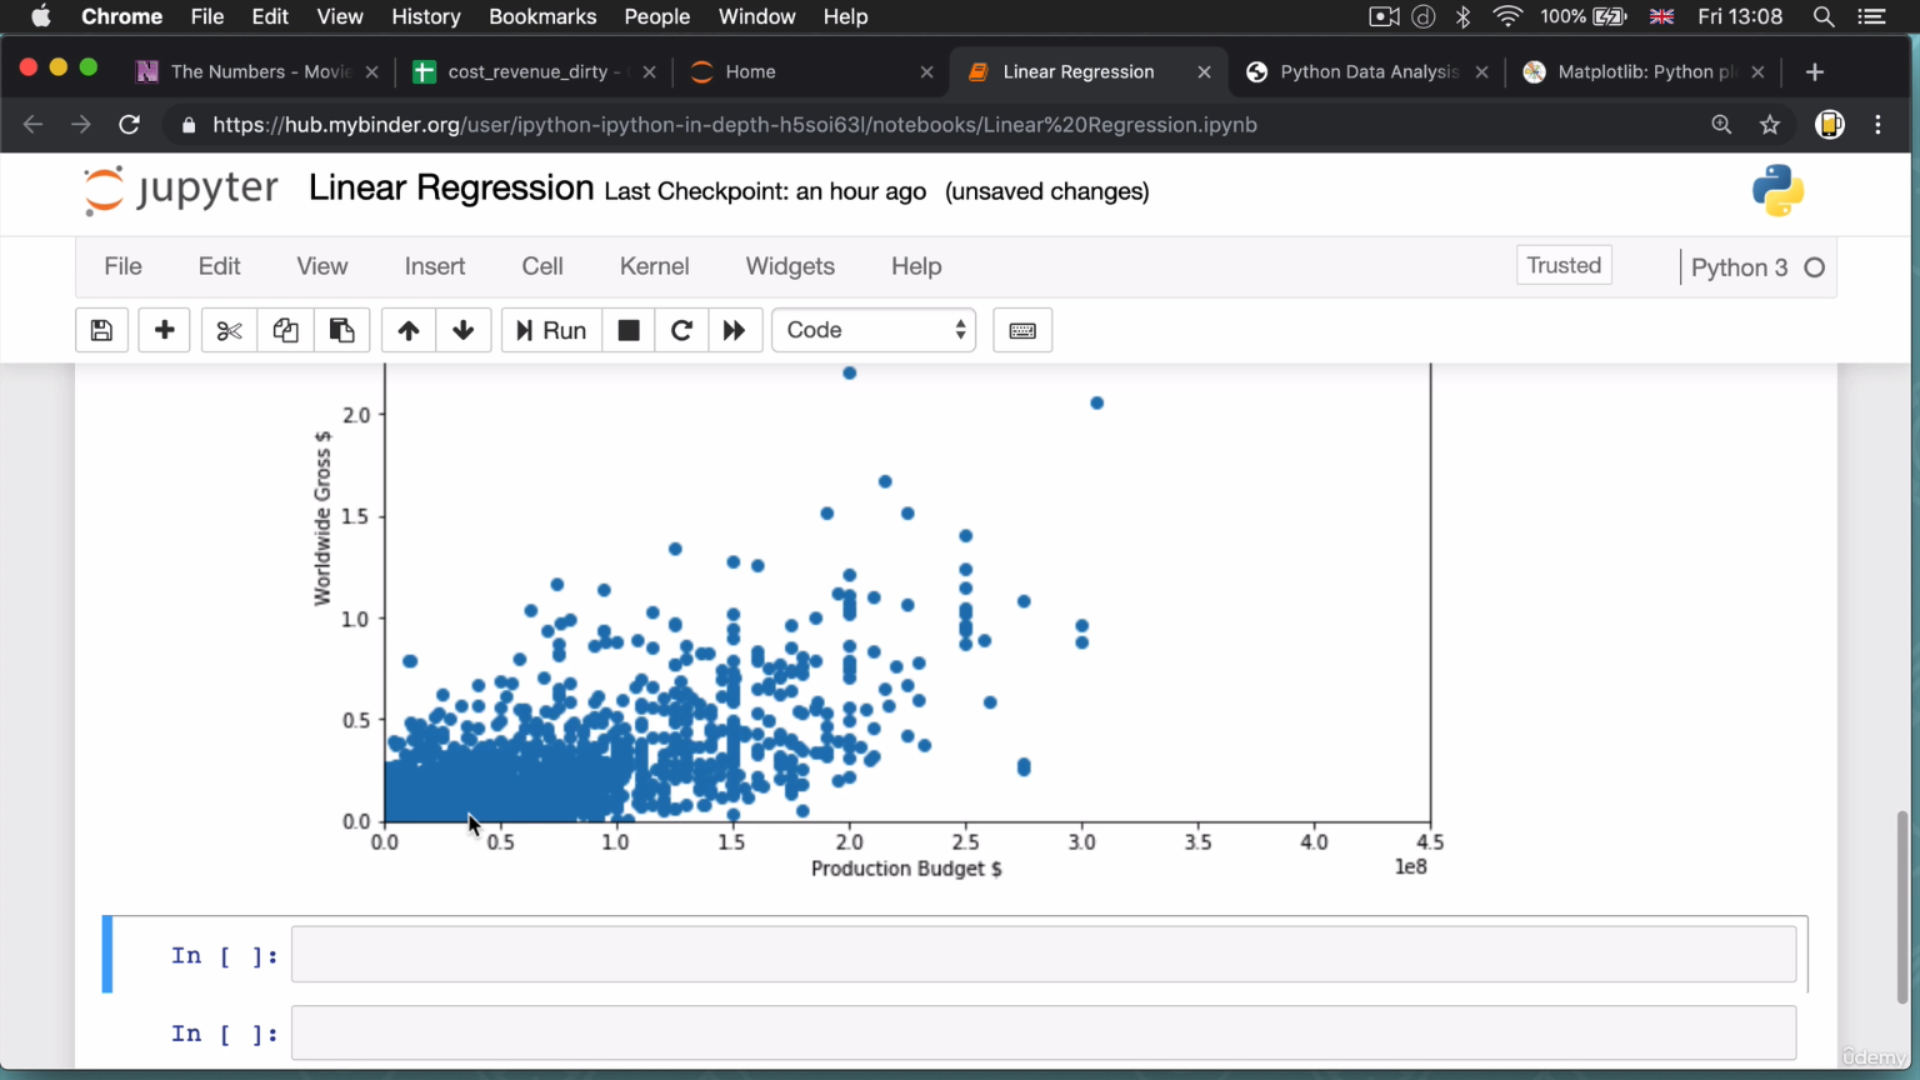 Chrome File Edit View History Bookmarks People Window Help 100% Fri 13:08
The Numbers - Movie cost_revenue_dirty - Home Linear Regression Python Data Analysis Matplotlib: Python pl
https://hub.mybinder.org/user/ipython-ipython-in-depth-h5soi63l/notebooks/Linear%20Regression.ipynb
jupyter Linear Regression Last Checkpoint: an hour ago (unsaved changes)
File Edit View Insert Cell Kernel Widgets Help Trusted Python 3
Run Code
2.0
1.5
1.0
0.5
0.0
Worldwide Gross $
0.0 0.5 1.0 1.5 2.0 2.5 3.0 3.5 4.0 4.5
Production Budget $ 1e8
In [ ]:
In [ ]:
ûdemy